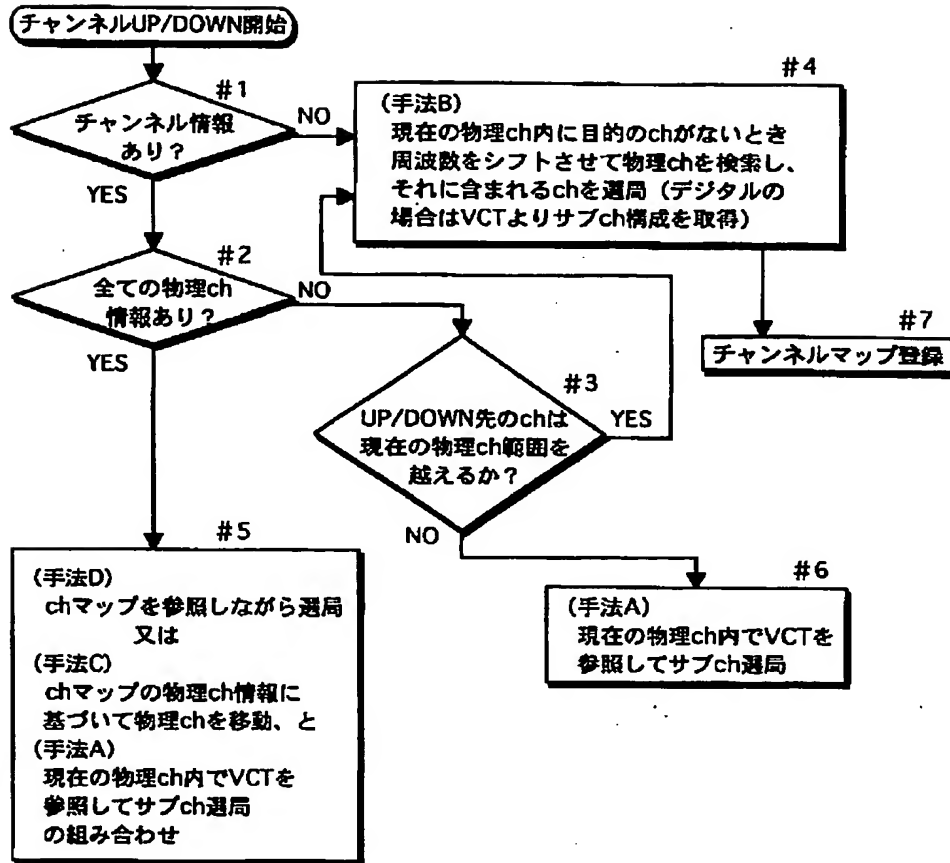 チャンネルUP/DOWN開始
#1
チャンネル情報
あり？
NO
YES
#4
(手法B)
現在の物理ch内に目的のchがないとき
周波数をシフトさせて物理chを検索し、
それに含まれるchを選局（デジタルの
場合はVCTよりサブch構成を取得）
#2
全ての物理ch
情報あり？
NO
YES
#7
チャンネルマップ登録
#3
UP/DOWN先のchは
現在の物理ch範囲を
越えるか？
YES
NO
#5
(手法D)
chマップを参照しながら選局
又は
(手法C)
chマップの物理ch情報に
基づいて物理chを移動、と
(手法A)
現在の物理ch内でVCTを
参照してサブch選局
の組み合わせ
#6
(手法A)
現在の物理ch内でVCTを
参照してサブch選局